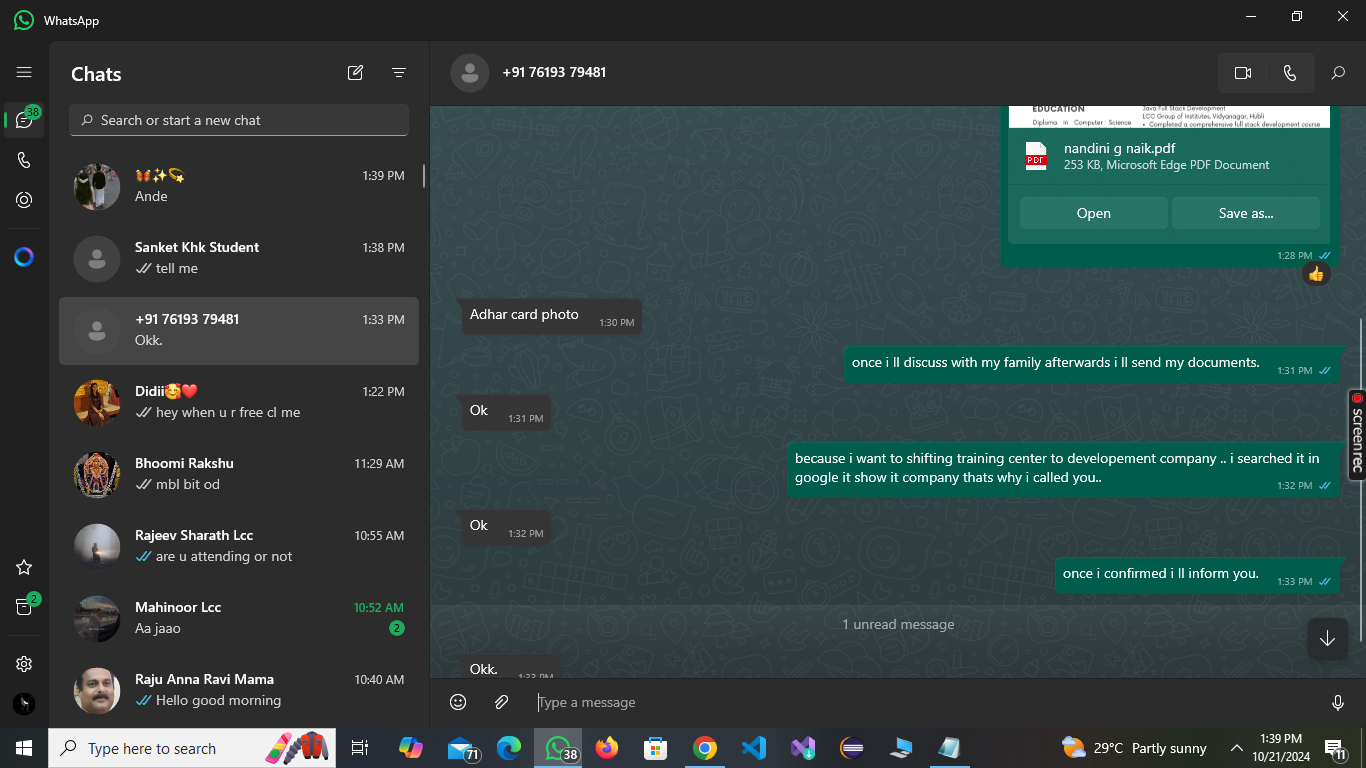 WhatsApp
Chats
38
Search or start a new chat
1:39 PM
Ande
Sanket Khk Student 1:38 PM
tell me
+91 76193 79481 1:33 PM
Okk.
Didii🥰❤️ 1:22 PM
hey when u r free cl me
Bhoomi Rakshu 11:29 AM
mbl bit od
Rajeev Sharath Lcc 10:55 AM
are u attending or not
Mahinoor Lcc 10:52 AM
Aa jaao 2
2
Raju Anna Ravi Mama 10:40 AM
Hello good morning
+91 76193 79481
EDUCATION
Java Full Stack Development
LCC Group of Institutes, Vidyanagar, Hubli
Diploma in Computer Science
• Completed a comprehensive full stack development course
nandini g naik.pdf
PDF
253 KB, Microsoft Edge PDF Document
Open Save as...
1:28 PM
👍
Adhar card photo 1:30 PM
once i ll discuss with my family afterwards i ll send my documents. 1:31 PM
Ok 1:31 PM
because i want to shifting training center to developement company .. i searched it in
google it show it company thats why i called you.. 1:32 PM
Ok 1:32 PM
once i confirmed i ll inform you. 1:33 PM
1 unread message
Okk. 1:33 PM
Type a message
screenrec
Type here to search
71
38
29°C Partly sunny
1:39 PM
10/21/2024
11